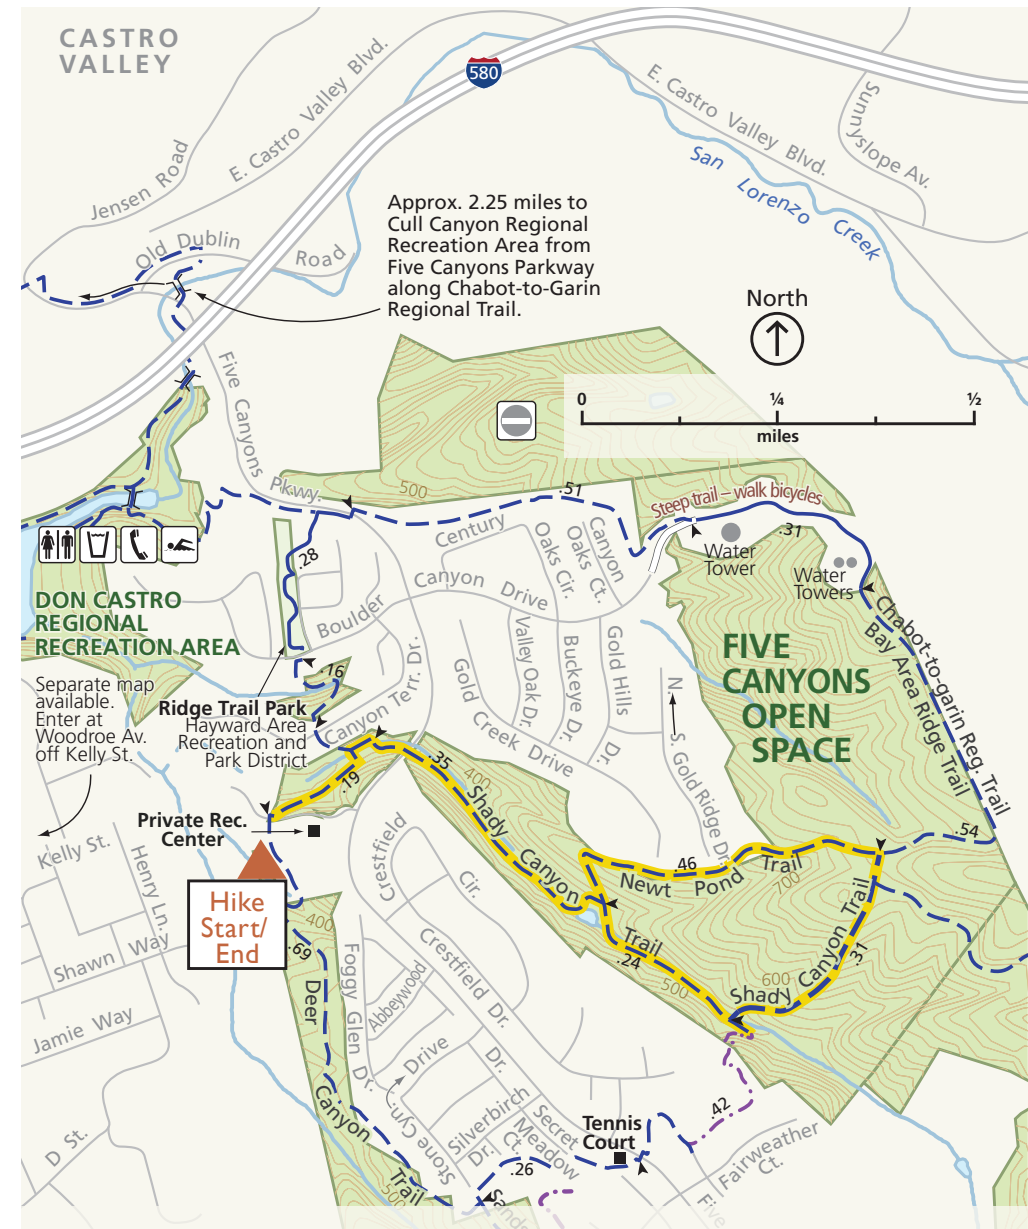 CASTRO
VALLEY
580
E. Castro Valley Blvd.
E. Castro Valley Blvd.
Sunnyslope Av.
San Lorenzo Creek
Jensen Road
Old Dublin Road
Approx. 2.25 miles to
Cull Canyon Regional
Recreation Area from
Five Canyons Parkway
along Chabot-to-Garin
Regional Trail.
North
0 ¼ ½
miles
Five Canyons Pkwy.
500
.51
Steep trail – walk bicycles
.31
Water
Tower
Water
Towers
Century
Oaks Cir.
Oaks Ct.
Canyon
Canyon Drive
.28
Boulder
DON CASTRO
REGIONAL
RECREATION AREA
Separate map
available.
Enter at
Woodroe Av.
off Kelly St.
.16
Ridge Trail Park
Hayward Area
Recreation and
Park District
Canyon Terr. Dr.
Gold Creek Drive
Valley Oak Dr.
Buckeye Dr.
Gold Hills
Dr.
N.
S. Gold Ridge Dr.
FIVE
CANYONS
OPEN
SPACE
Chabot-to-garin Reg. Trail
Bay Area Ridge Trail
.54
.19
.35
400
Shady Canyon Trail
.46
Newt Pond Trail
700
Private Rec.
Center
Kelly St.
Henry Ln.
Crestfield Cir.
Hike
Start/
End
400
.69
Shawn Way
Jamie Way
D St.
Deer Canyon Trail
500
Foggy Glen Dr.
Abbeywood
Crestfield Dr.
.24
500
600
Shady Canyon Trail
.31
Drive
Stone Cyn.
Silverbirch
Dr.
Dr.
Secret
Meadow
Ct.
.26
Tennis
Court
.42
Fairweather
Ct.
Five
Sands